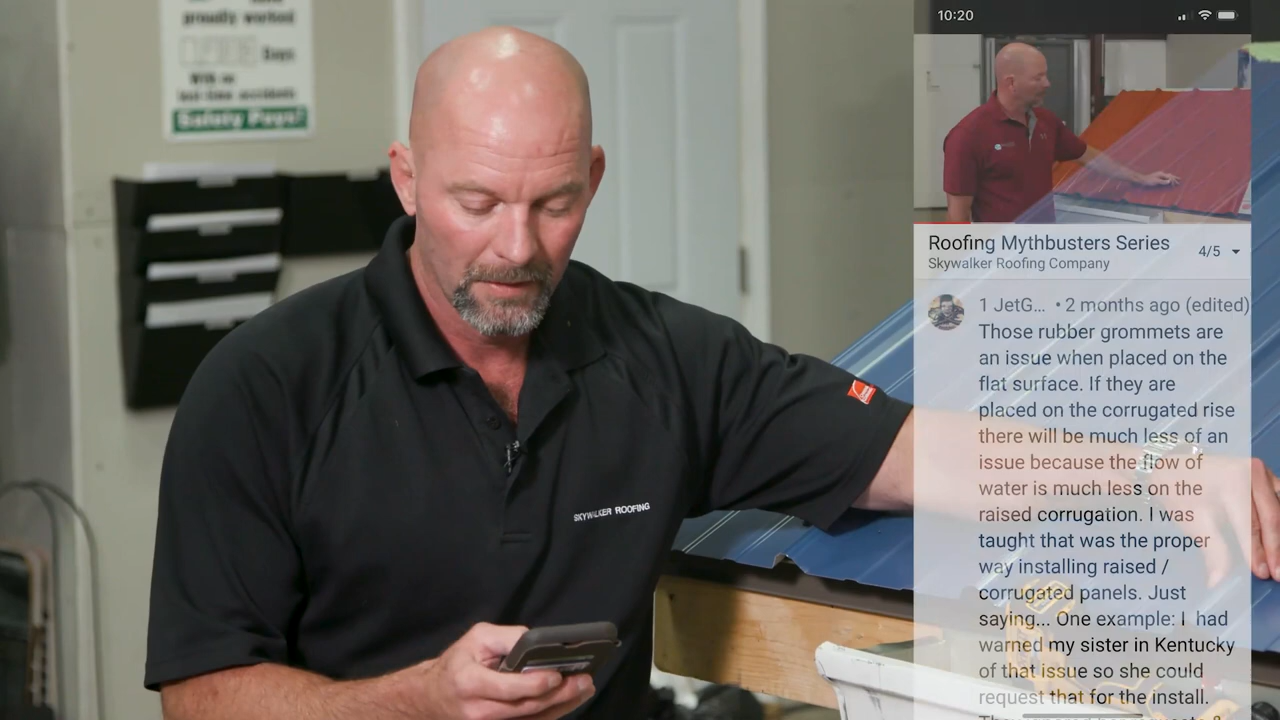 proudly worked
Days
With no
lost time accidents
Safety Pays!
SKYWALKER ROOFING
10:20
Roofing Mythbusters Series
Skywalker Roofing Company
4/5
1 JetG... • 2 months ago (edited)
Those rubber grommets are
an issue when placed on the
flat surface. If they are
placed on the corrugated rise
there will be much less of an
issue because the flow of
water is much less on the
raised corrugation. I was
taught that was the proper
way installing raised /
corrugated panels. Just
saying... One example: I had
warned my sister in Kentucky
of that issue so she could
request that for the install.